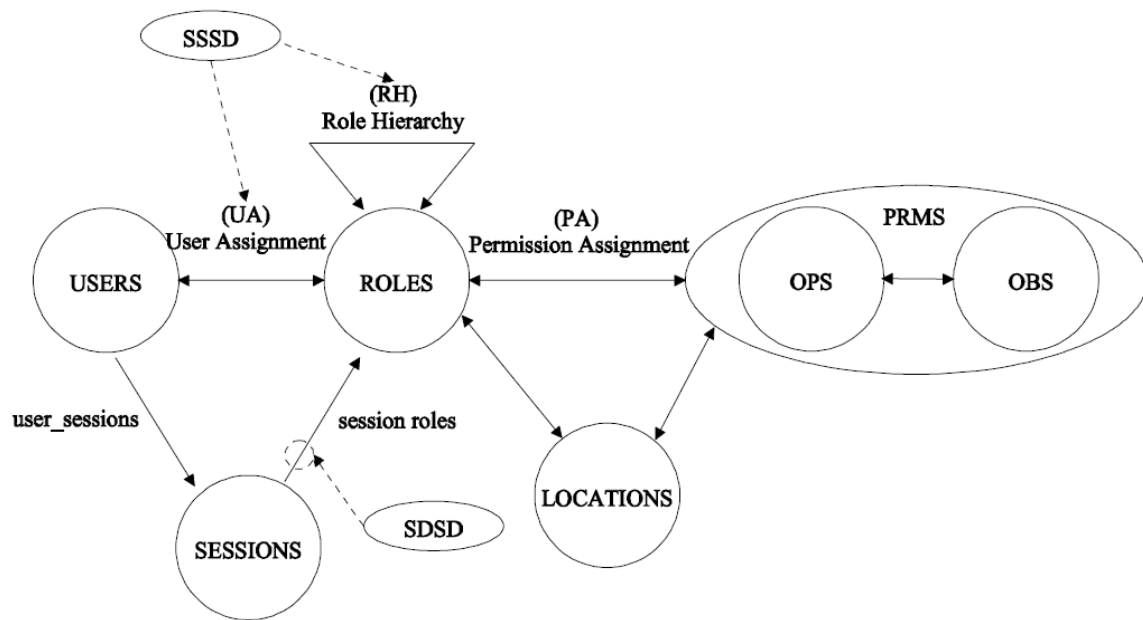 SSSD
(RH)
Role Hierarchy
(UA)
User Assignment
(PA)
Permission Assignment
PRMS
USERS
ROLES
OPS
OBS
user_sessions
session roles
LOCATIONS
SDSD
SESSIONS